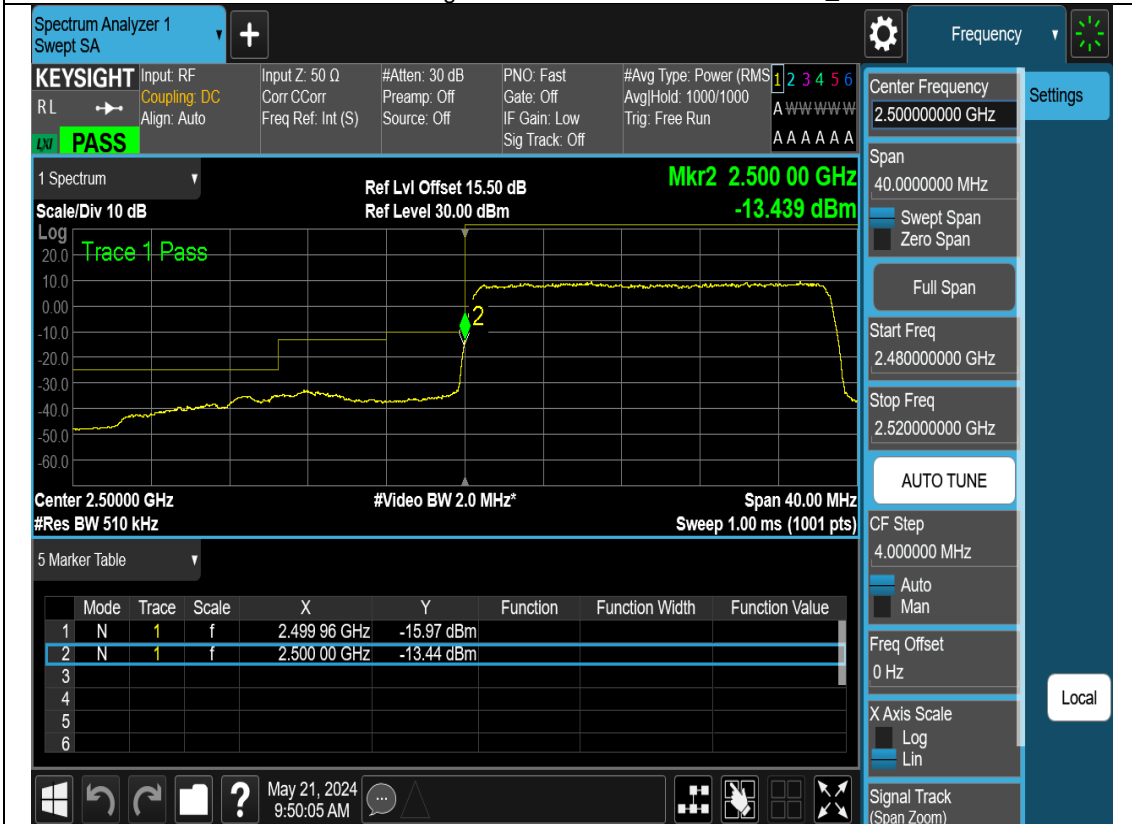 Spectrum Analyzer 1
Swept SA
Frequency
KEYSIGHT
R L
LXI PASS
Input: RF
Coupling: DC
Align: Auto
Input Z: 50 Ω
Corr CCorr
Freq Ref: Int (S)
#Atten: 30 dB
Preamp: Off
Source: Off
PNO: Fast
Gate: Off
IF Gain: Low
Sig Track: Off
#Avg Type: Power (RMS
Avg|Hold: 1000/1000
Trig: Free Run
1 2 3 4 5 6
A W W W W W
A A A A A A
1 Spectrum
Scale/Div 10 dB
Ref Lvl Offset 15.50 dB
Ref Level 30.00 dBm
Mkr2 2.500 00 GHz
-13.439 dBm
Log
Trace 1 Pass
20.0
10.0
0.00
-10.0
-20.0
-30.0
-40.0
-50.0
-60.0
2
Center 2.50000 GHz
#Res BW 510 kHz
#Video BW 2.0 MHz*
Span 40.00 MHz
Sweep 1.00 ms (1001 pts)
5 Marker Table
Mode Trace Scale X Y Function Function Width Function Value
1 N 1 f 2.499 96 GHz -15.97 dBm
2 N 1 f 2.500 00 GHz -13.44 dBm
3
4
5
6
May 21, 2024
9:50:05 AM
?
Center Frequency
2.500000000 GHz
Settings
Span
40.0000000 MHz
Swept Span
Zero Span
Full Span
Start Freq
2.480000000 GHz
Stop Freq
2.520000000 GHz
AUTO TUNE
CF Step
4.000000 MHz
Auto
Man
Freq Offset
0 Hz
Local
X Axis Scale
Log
Lin
Signal Track
(Span Zoom)